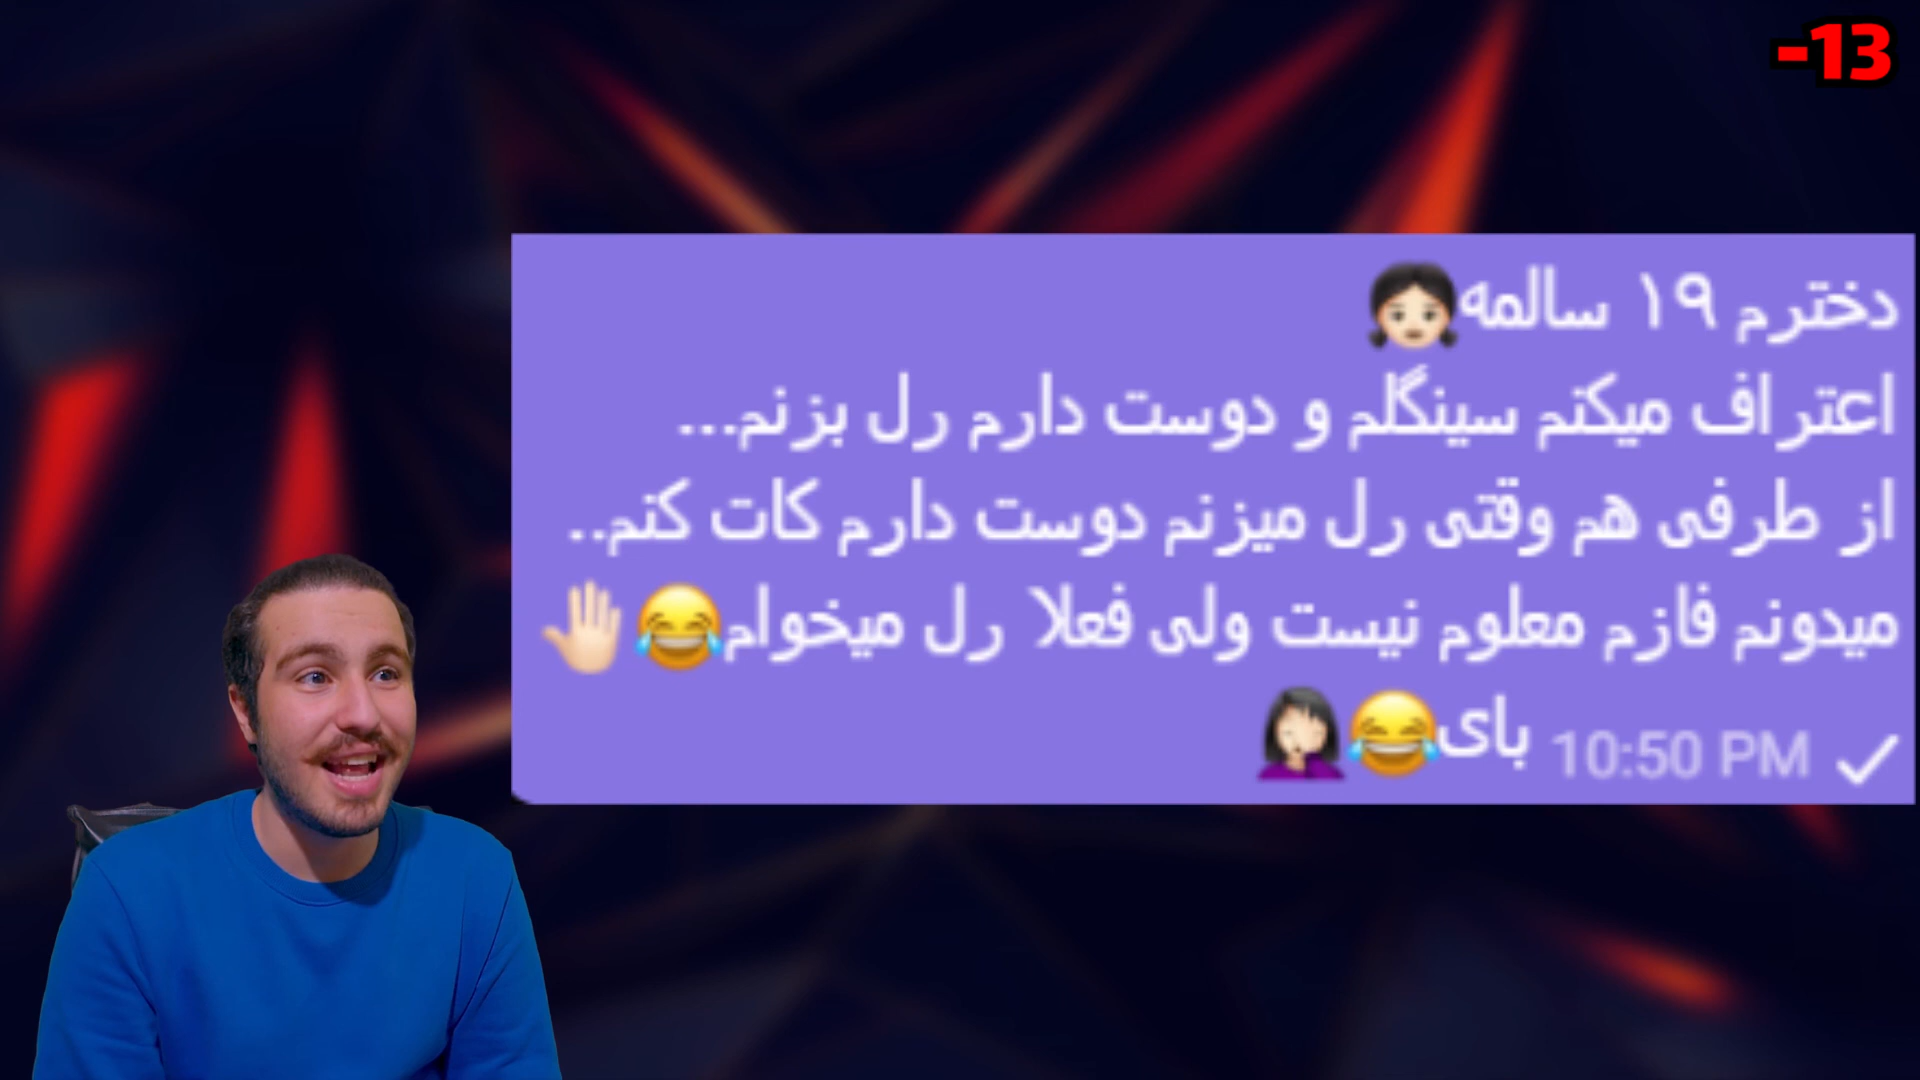 -13
دخترم ۱۹ سالمه👧🏻
اعتراف میکنم سینگلم و دوست دارم رل بزنم...
از طرفی هم وقتی رل میزنم دوست دارم کات کنم..
میدونم فازم معلوم نیست ولی فعلا رل میخوام😂🤚🏻
بای😂🤦🏻‍♀️ 10:50 PM